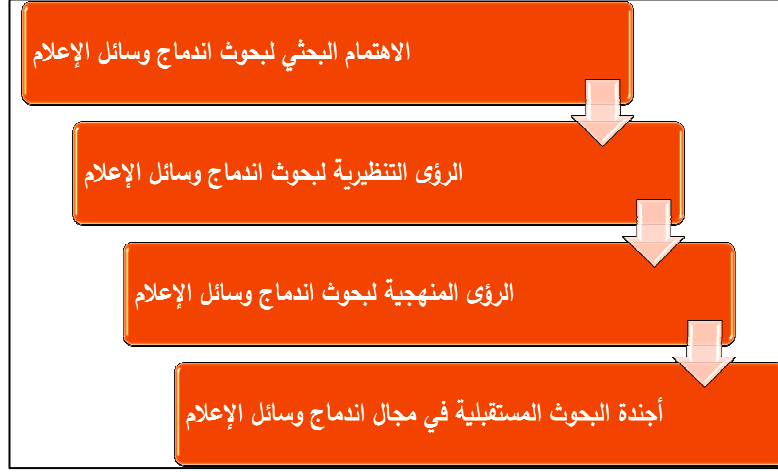 الاهتمام البحثي لبحوث اندماج وسائل الإعلام
الرؤى التنظيرية لبحوث اندماج وسائل الإعلام
الرؤى المنهجية لبحوث اندماج وسائل الإعلام
أجندة البحوث المستقبلية في مجال اندماج وسائل الإعلام